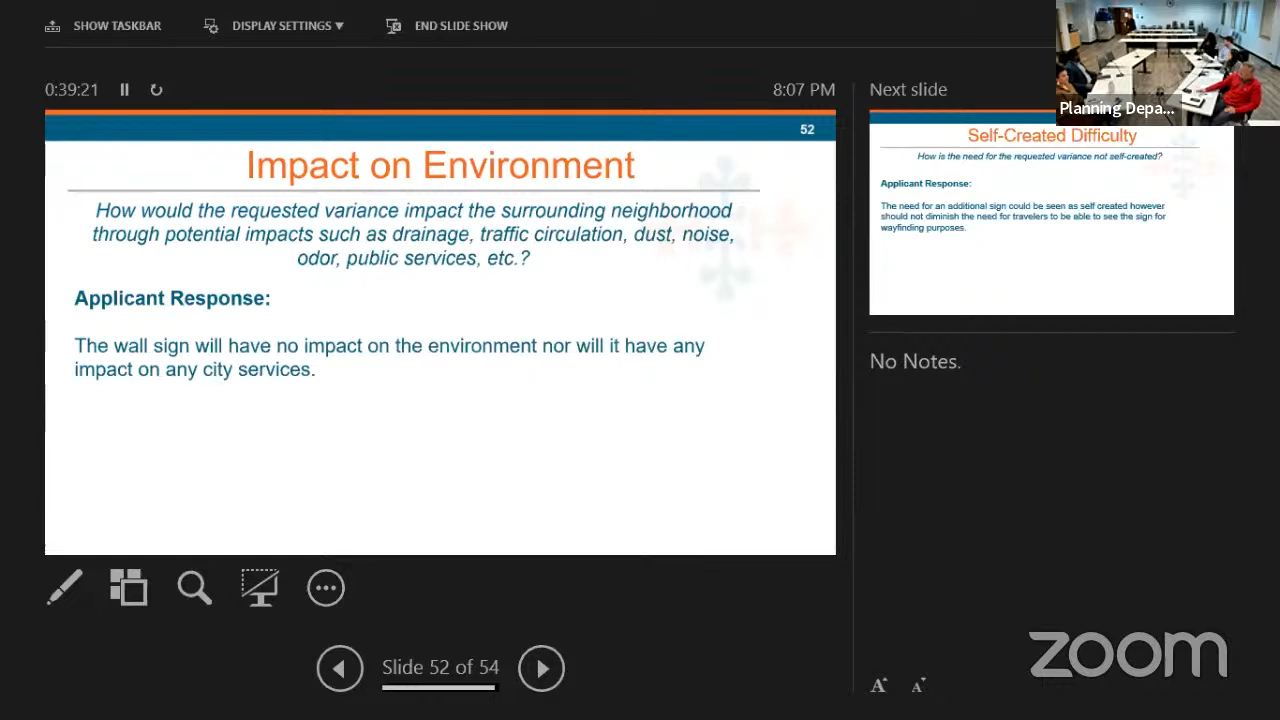 SHOW TASKBAR
DISPLAY SETTINGS ▼
END SLIDE SHOW
Planning Depa...
0:39:21
8:07 PM
52
Impact on Environment
How would the requested variance impact the surrounding neighborhood
through potential impacts such as drainage, traffic circulation, dust, noise,
odor, public services, etc.?
Applicant Response:
The wall sign will have no impact on the environment nor will it have any
impact on any city services.
Slide 52 of 54
Next slide
Self-Created Difficulty
How is the need for the requested variance not self-created?
Applicant Response:
The need for an additional sign could be seen as self created however
should not diminish the need for travelers to be able to see the sign for
wayfinding purposes.
No Notes.
A A
zoom